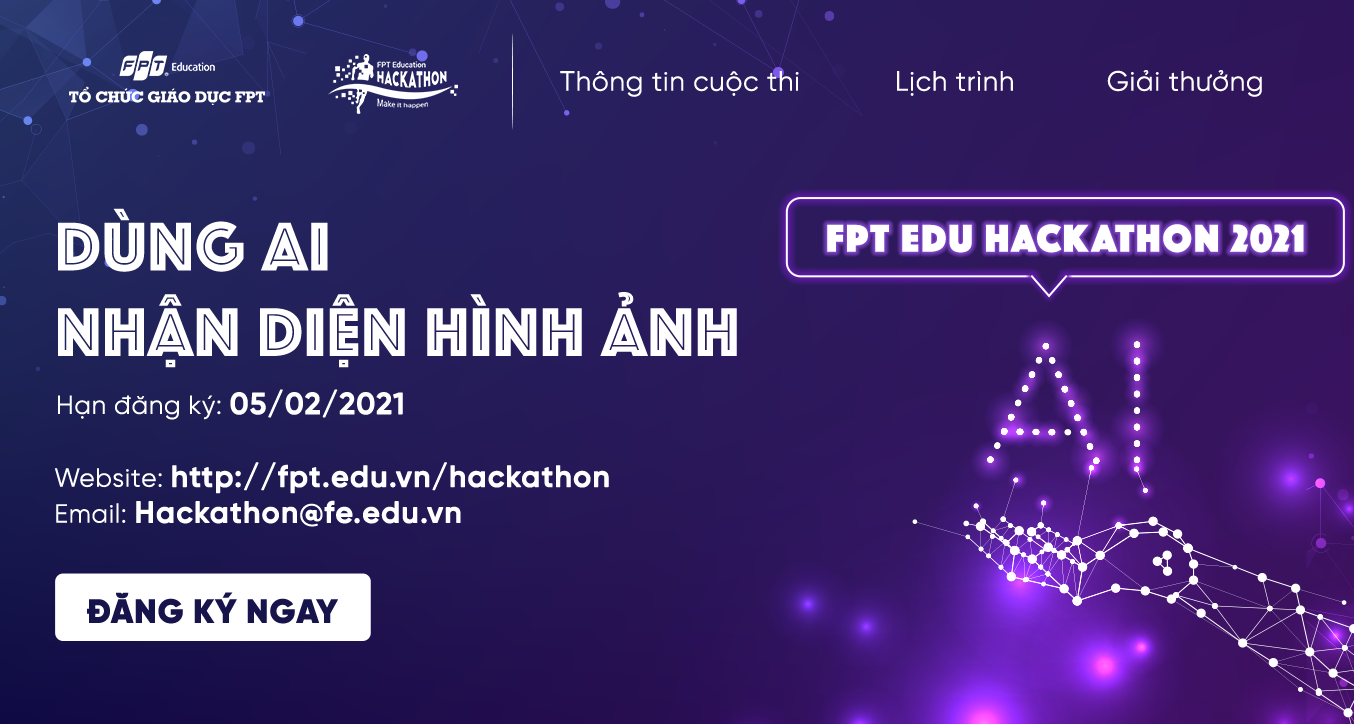 FPT Education
TỔ CHỨC GIÁO DỤC FPT
FPT Education
HACKATHON
Make it happen
Thông tin cuộc thi
Lịch trình
Giải thưởng
DÙNG AI
NHẬN DIỆN HÌNH ẢNH
Hạn đăng ký: 05/02/2021
Website: http://fpt.edu.vn/hackathon
Email: Hackathon@fe.edu.vn
ĐĂNG KÝ NGAY
FPT EDU HACKATHON 2021
AI